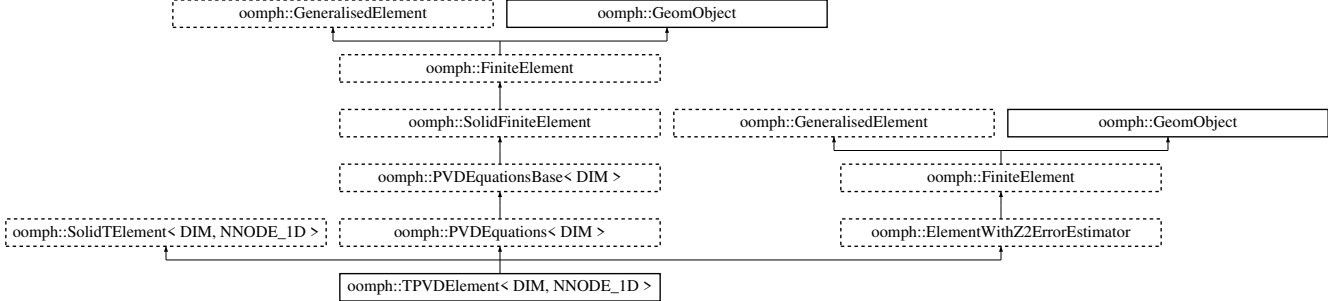 oomph::GeneralisedElement
oomph::GeomObject
oomph::FiniteElement
oomph::SolidFiniteElement
oomph::GeneralisedElement
oomph::GeomObject
oomph::PVDEquationsBase< DIM >
oomph::FiniteElement
oomph::SolidTElement< DIM, NNODE_1D >
oomph::PVDEquations< DIM >
oomph::ElementWithZ2ErrorEstimator
oomph::TPVDElement< DIM, NNODE_1D >